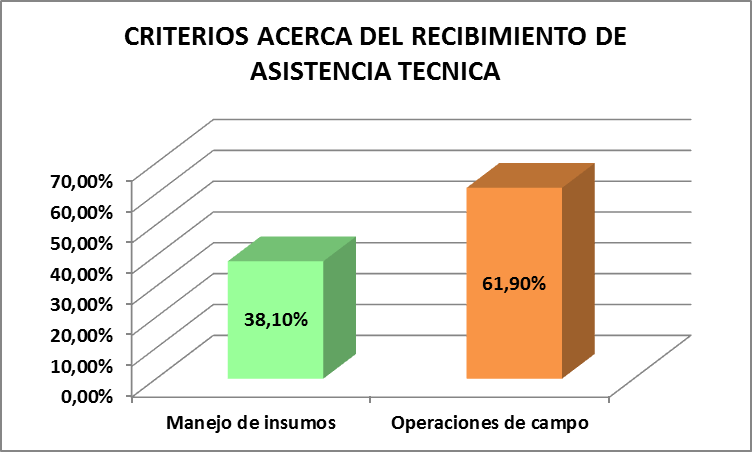 CRITERIOS ACERCA DEL RECIBIMIENTO DE
ASISTENCIA TECNICA
70,00%
60,00%
50,00%
40,00%
30,00%
20,00%
10,00%
0,00%
38,10%
61,90%
Manejo de insumos
Operaciones de campo